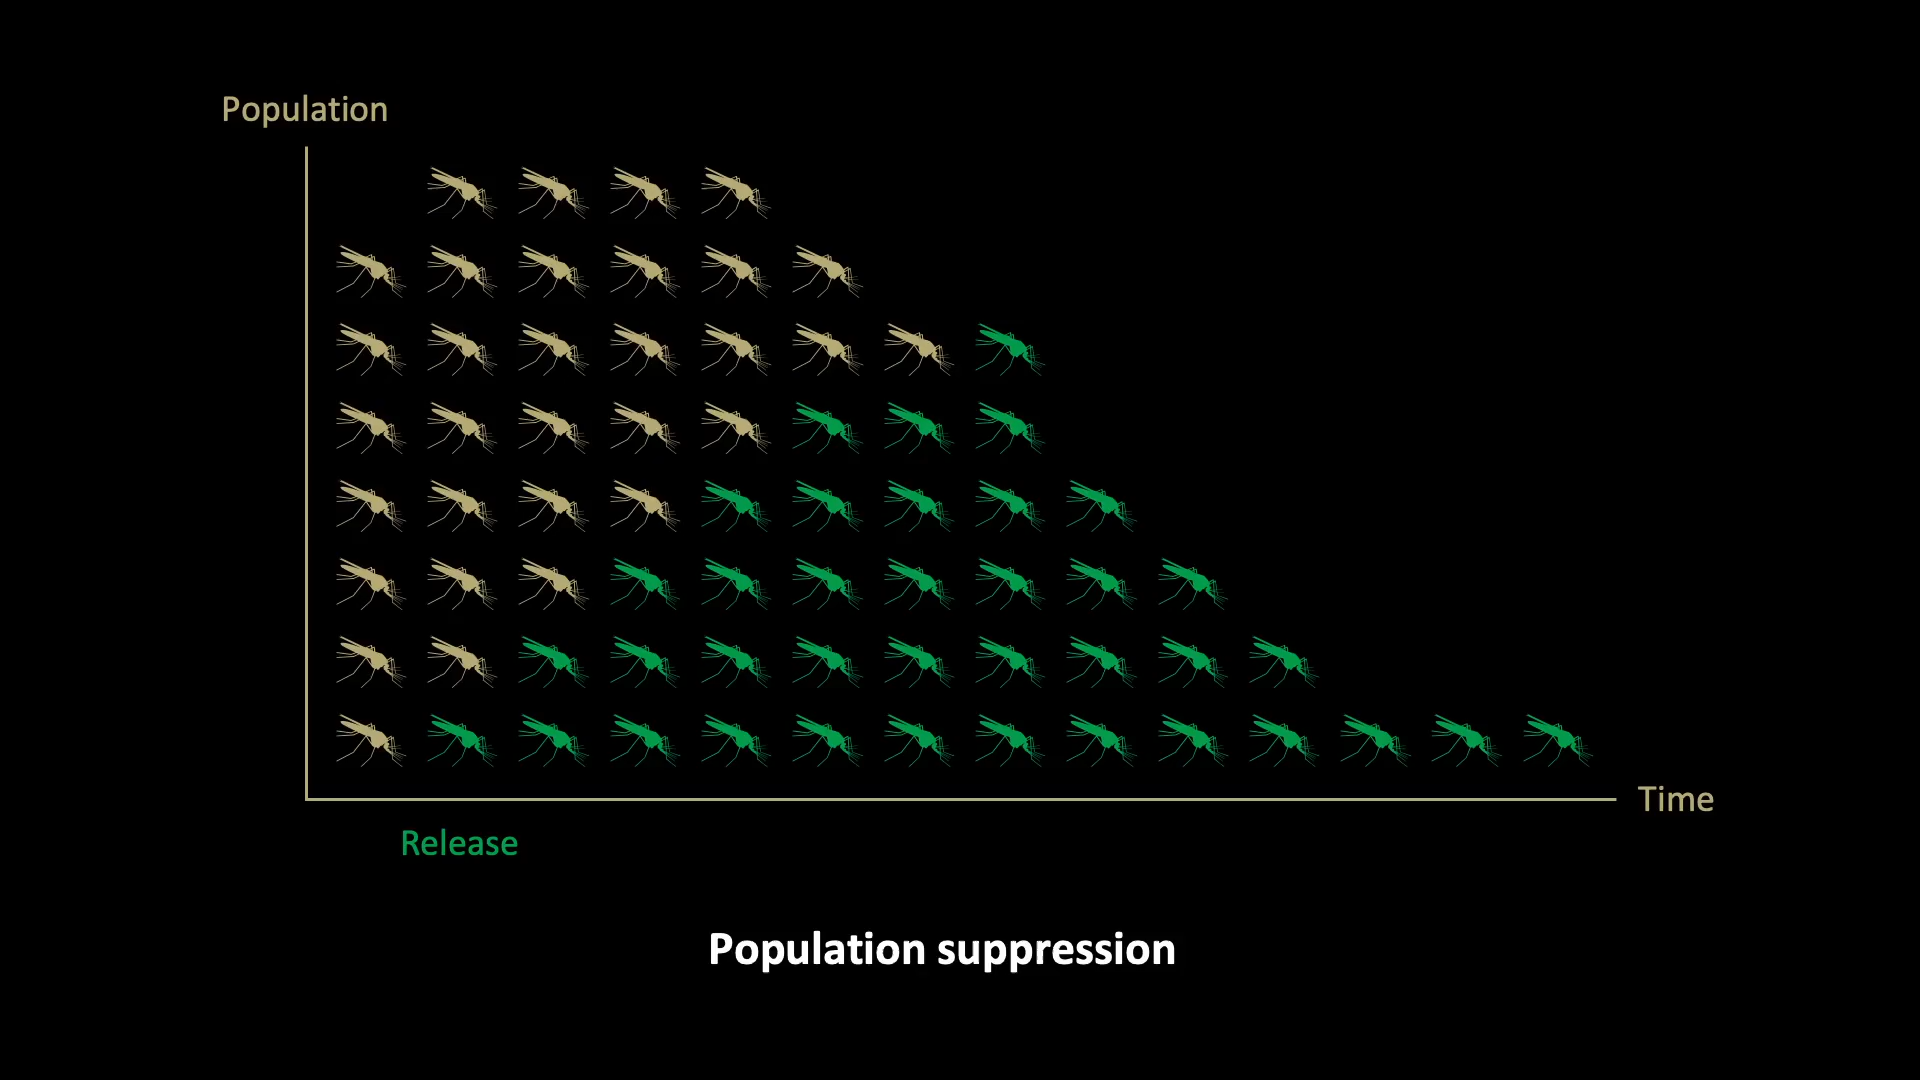 Population
Time
Release
Population suppression